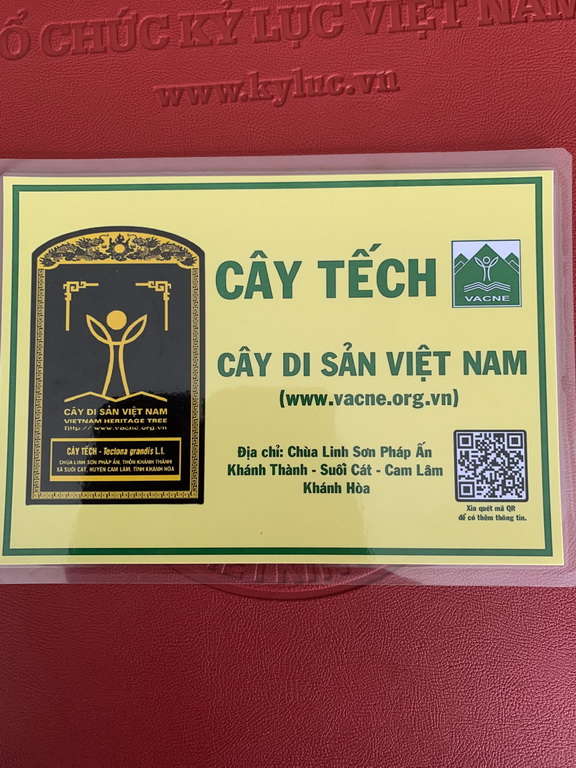 Ổ CHỨC KỶ LỤC VIỆT NAM
www.kyluc.vn
CÂY TẾCH
VACNE
CÂY DI SẢN VIỆT NAM
(www.vacne.org.vn)
Địa chỉ: Chùa Linh Sơn Pháp Ấn
Khánh Thành - Suối Cát - Cam Lâm
Khánh Hòa
Xin quét mã QR
để có thêm thông tin.
CÂY DI SẢN VIỆT NAM
VIETNAM HERITAGE TREE
http://www.vacne.org.vn
CÂY TẾCH - Tectona grandis L.f.
CHÙA LINH SƠN PHÁP ẤN, THÔN KHÁNH THÀNH
XÃ SUỐI CÁT, HUYỆN CAM LÂM, TỈNH KHÁNH HÒA